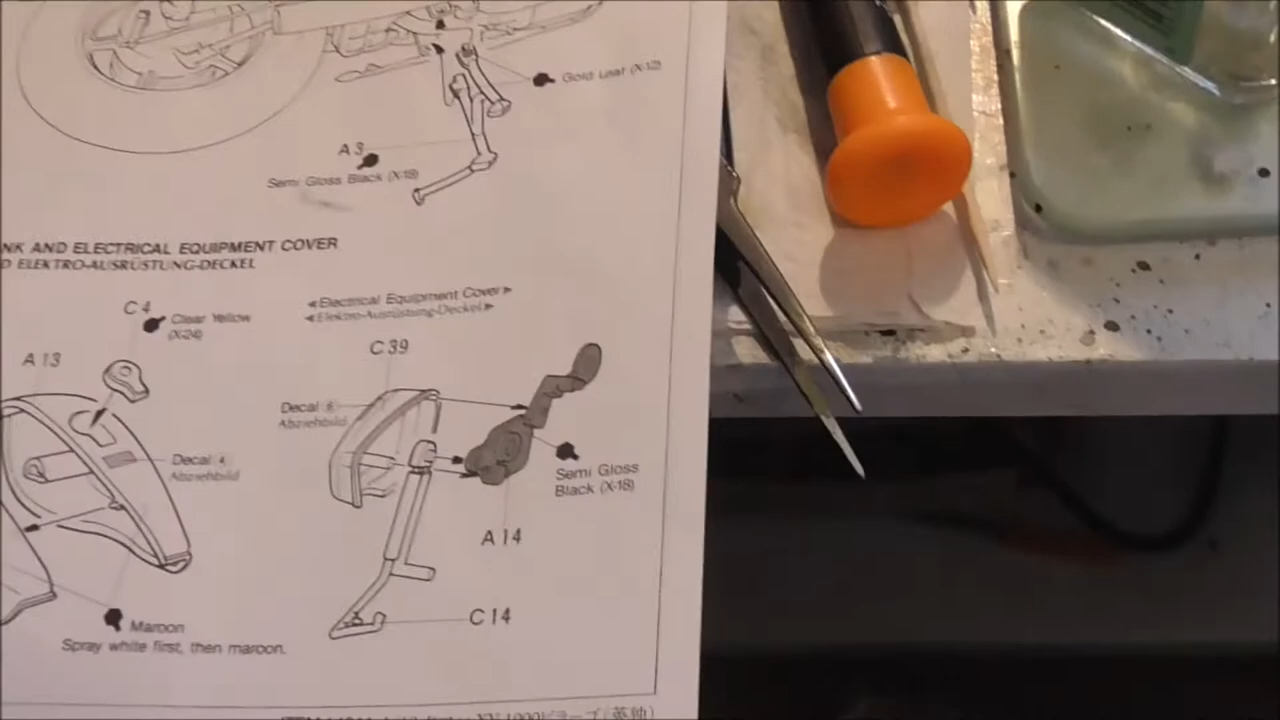 Gold Leaf (X-12)
A 3
Semi Gloss Black (X-18)
NK AND ELECTRICAL EQUIPMENT COVER
D ELEKTRO-AUSRÜSTUNG-DECKEL
C 4
Clear Yellow
(X-24)
A 13
Decal 4
Abziehbild
Maroon
Spray white first, then maroon.
◄Electrical Equipment Cover►
◄Elektro-Ausrüstung-Deckel►
C 39
Decal 6
Abziehbild
Semi Gloss
Black (X-18)
A 14
C 14